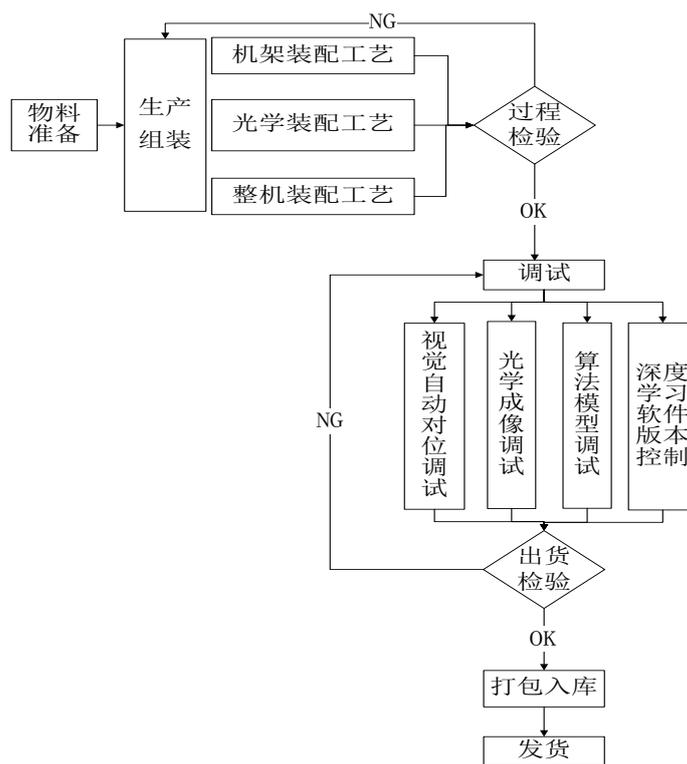 NG
物料
准备
生产
组装
机架装配工艺
光学装配工艺
整机装配工艺
过程
检验
OK
调试
NG
视觉自动对位调试
光学成像调试
算法模型调试
深度
学习
软件
版本
控制
出货
检验
OK
打包入库
发货